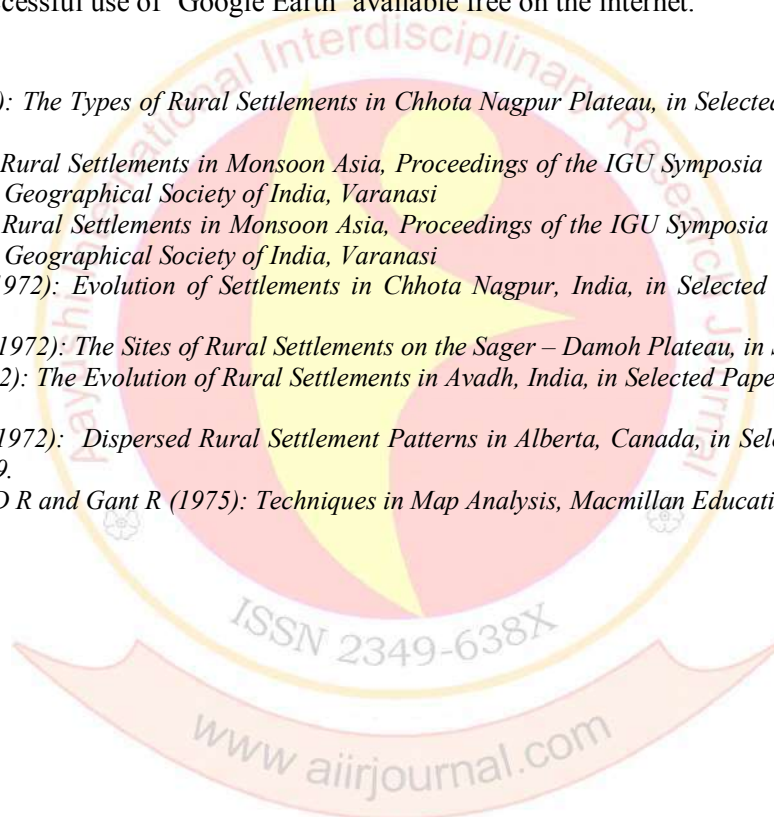 ccessful use of 'Google Earth' available free on the internet.
): The Types of Rural Settlements in Chhota Nagpur Plateau, in Selected
Rural Settlements in Monsoon Asia, Proceedings of the IGU Symposia
Geographical Society of India, Varanasi
Rural Settlements in Monsoon Asia, Proceedings of the IGU Symposia
Geographical Society of India, Varanasi
1972): Evolution of Settlements in Chhota Nagpur, India, in Selected
1972): The Sites of Rural Settlements on the Sager – Damoh Plateau, in S
2): The Evolution of Rural Settlements in Avadh, India, in Selected Pape
1972): Dispersed Rural Settlement Patterns in Alberta, Canada, in Sele
9.
D R and Gant R (1975): Techniques in Map Analysis, Macmillan Educati
Aayushi International Interdisciplinary Research Journal
ISSN 2349-638X
www aiirjournal.com